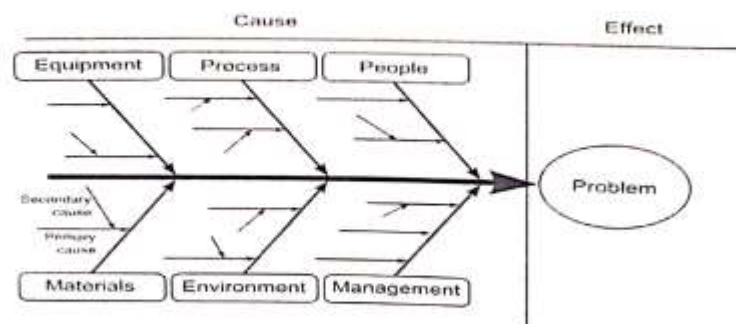 Cause
Effect
Equipment
Process
People
Problem
Secondary
cause
Primary
cause
Materials
Environment
Management